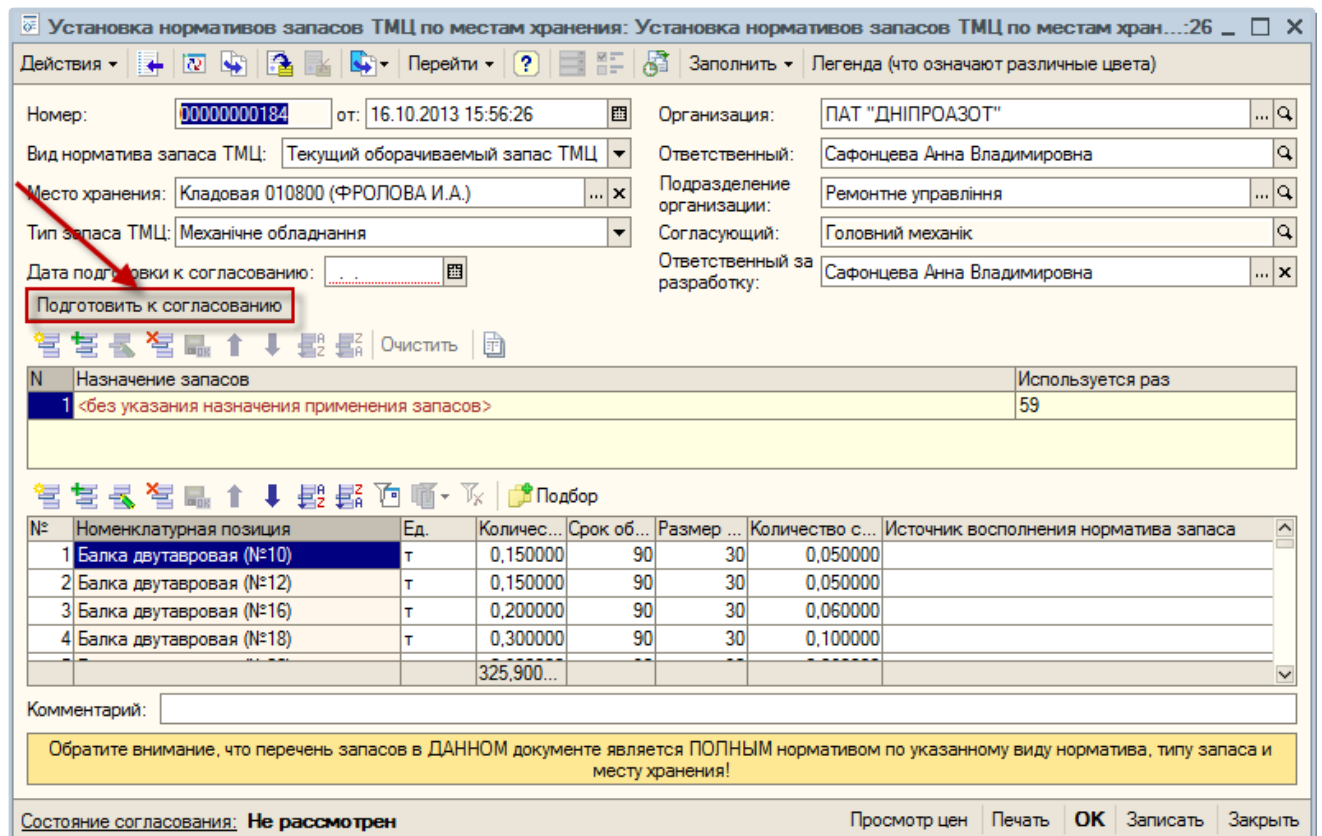 Установка нормативов запасов ТМЦ по местам хранения: Установка нормативов запасов ТМЦ по местам хран...:26
Действия Перейти ? Заполнить Легенда (что означают различные цвета)
Номер: 00000000184 от: 16.10.2013 15:56:26 Организация: ПАТ "ДНІПРОАЗОТ"
Вид норматива запаса ТМЦ: Текущий оборачиваемый запас ТМЦ Ответственный: Сафонцева Анна Владимировна
Место хранения: Кладовая 010800 (ФРОЛОВА И.А.) Подразделение организации: Ремонтне управління
Тип запаса ТМЦ: Механічне обладнання Согласующий: Головний механік
Дата подготовки к согласованию: . . Ответственный за разработку: Сафонцева Анна Владимировна
Подготовить к согласованию
Очистить
N Назначение запасов Используется раз
1 <без указания назначения применения запасов> 59
Подбор
№ Номенклатурная позиция Ед. Количес... Срок об... Размер ... Количество с... Источник восполнения норматива запаса
1 Балка двутавровая (№10) т 0,150000 90 30 0,050000
2 Балка двутавровая (№12) т 0,150000 90 30 0,050000
3 Балка двутавровая (№16) т 0,200000 90 30 0,060000
4 Балка двутавровая (№18) т 0,300000 90 30 0,100000
325,900...
Комментарий:
Обратите внимание, что перечень запасов в ДАННОМ документе является ПОЛНЫМ нормативом по указанному виду норматива, типу запаса и
месту хранения!
Состояние согласования: Не рассмотрен Просмотр цен Печать ОК Записать Закрыть